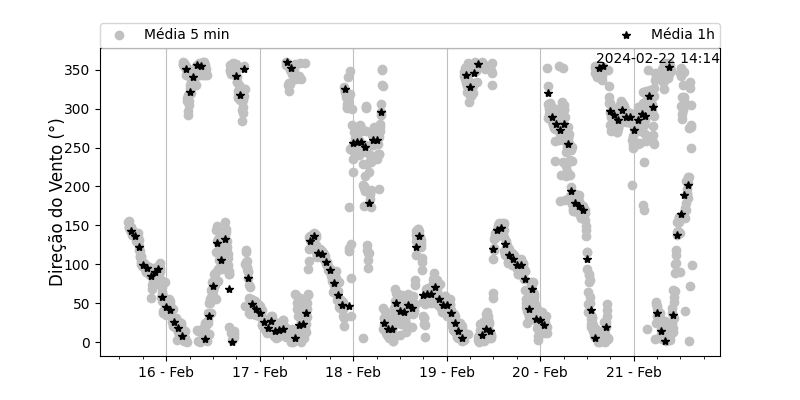 Média 5 min
Média 1h
2024-02-22 14:14
Direção do Vento (°)
350
300
250
200
150
100
50
0
16 - Feb
17 - Feb
18 - Feb
19 - Feb
20 - Feb
21 - Feb